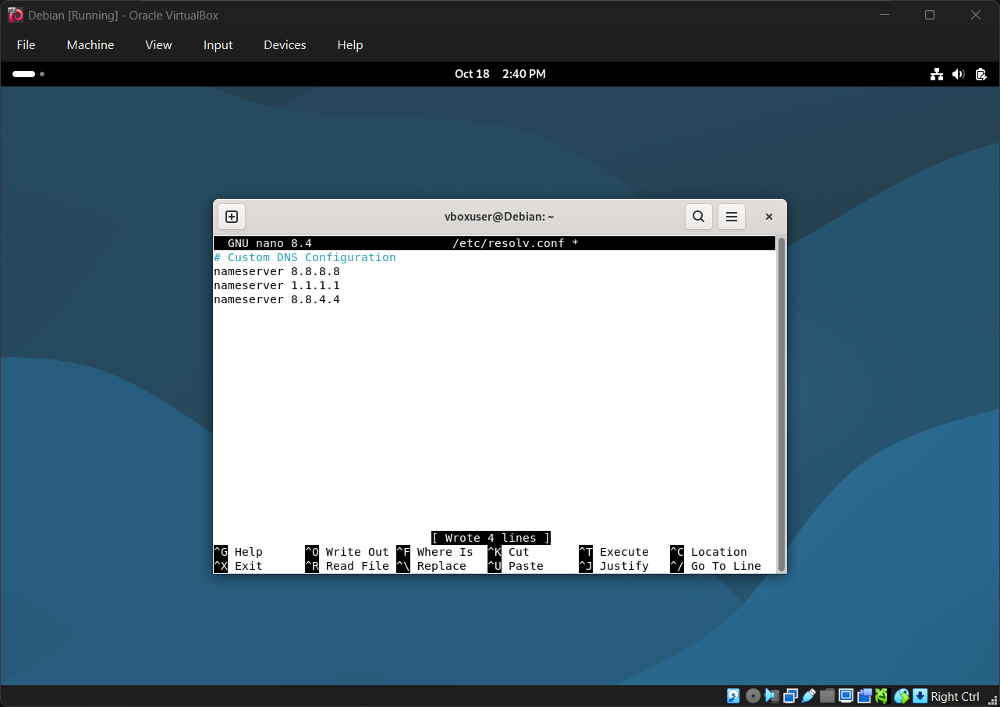 Debian [Running] - Oracle VirtualBox
File Machine View Input Devices Help
Oct 18 2:40 PM
vboxuser@Debian: ~
GNU nano 8.4 /etc/resolv.conf *
# Custom DNS Configuration
nameserver 8.8.8.8
nameserver 1.1.1.1
nameserver 8.8.4.4
[ Wrote 4 lines ]
^G Help ^O Write Out ^F Where Is ^K Cut ^T Execute ^C Location
^X Exit ^R Read File ^\ Replace ^U Paste ^J Justify ^/ Go To Line
Right Ctrl